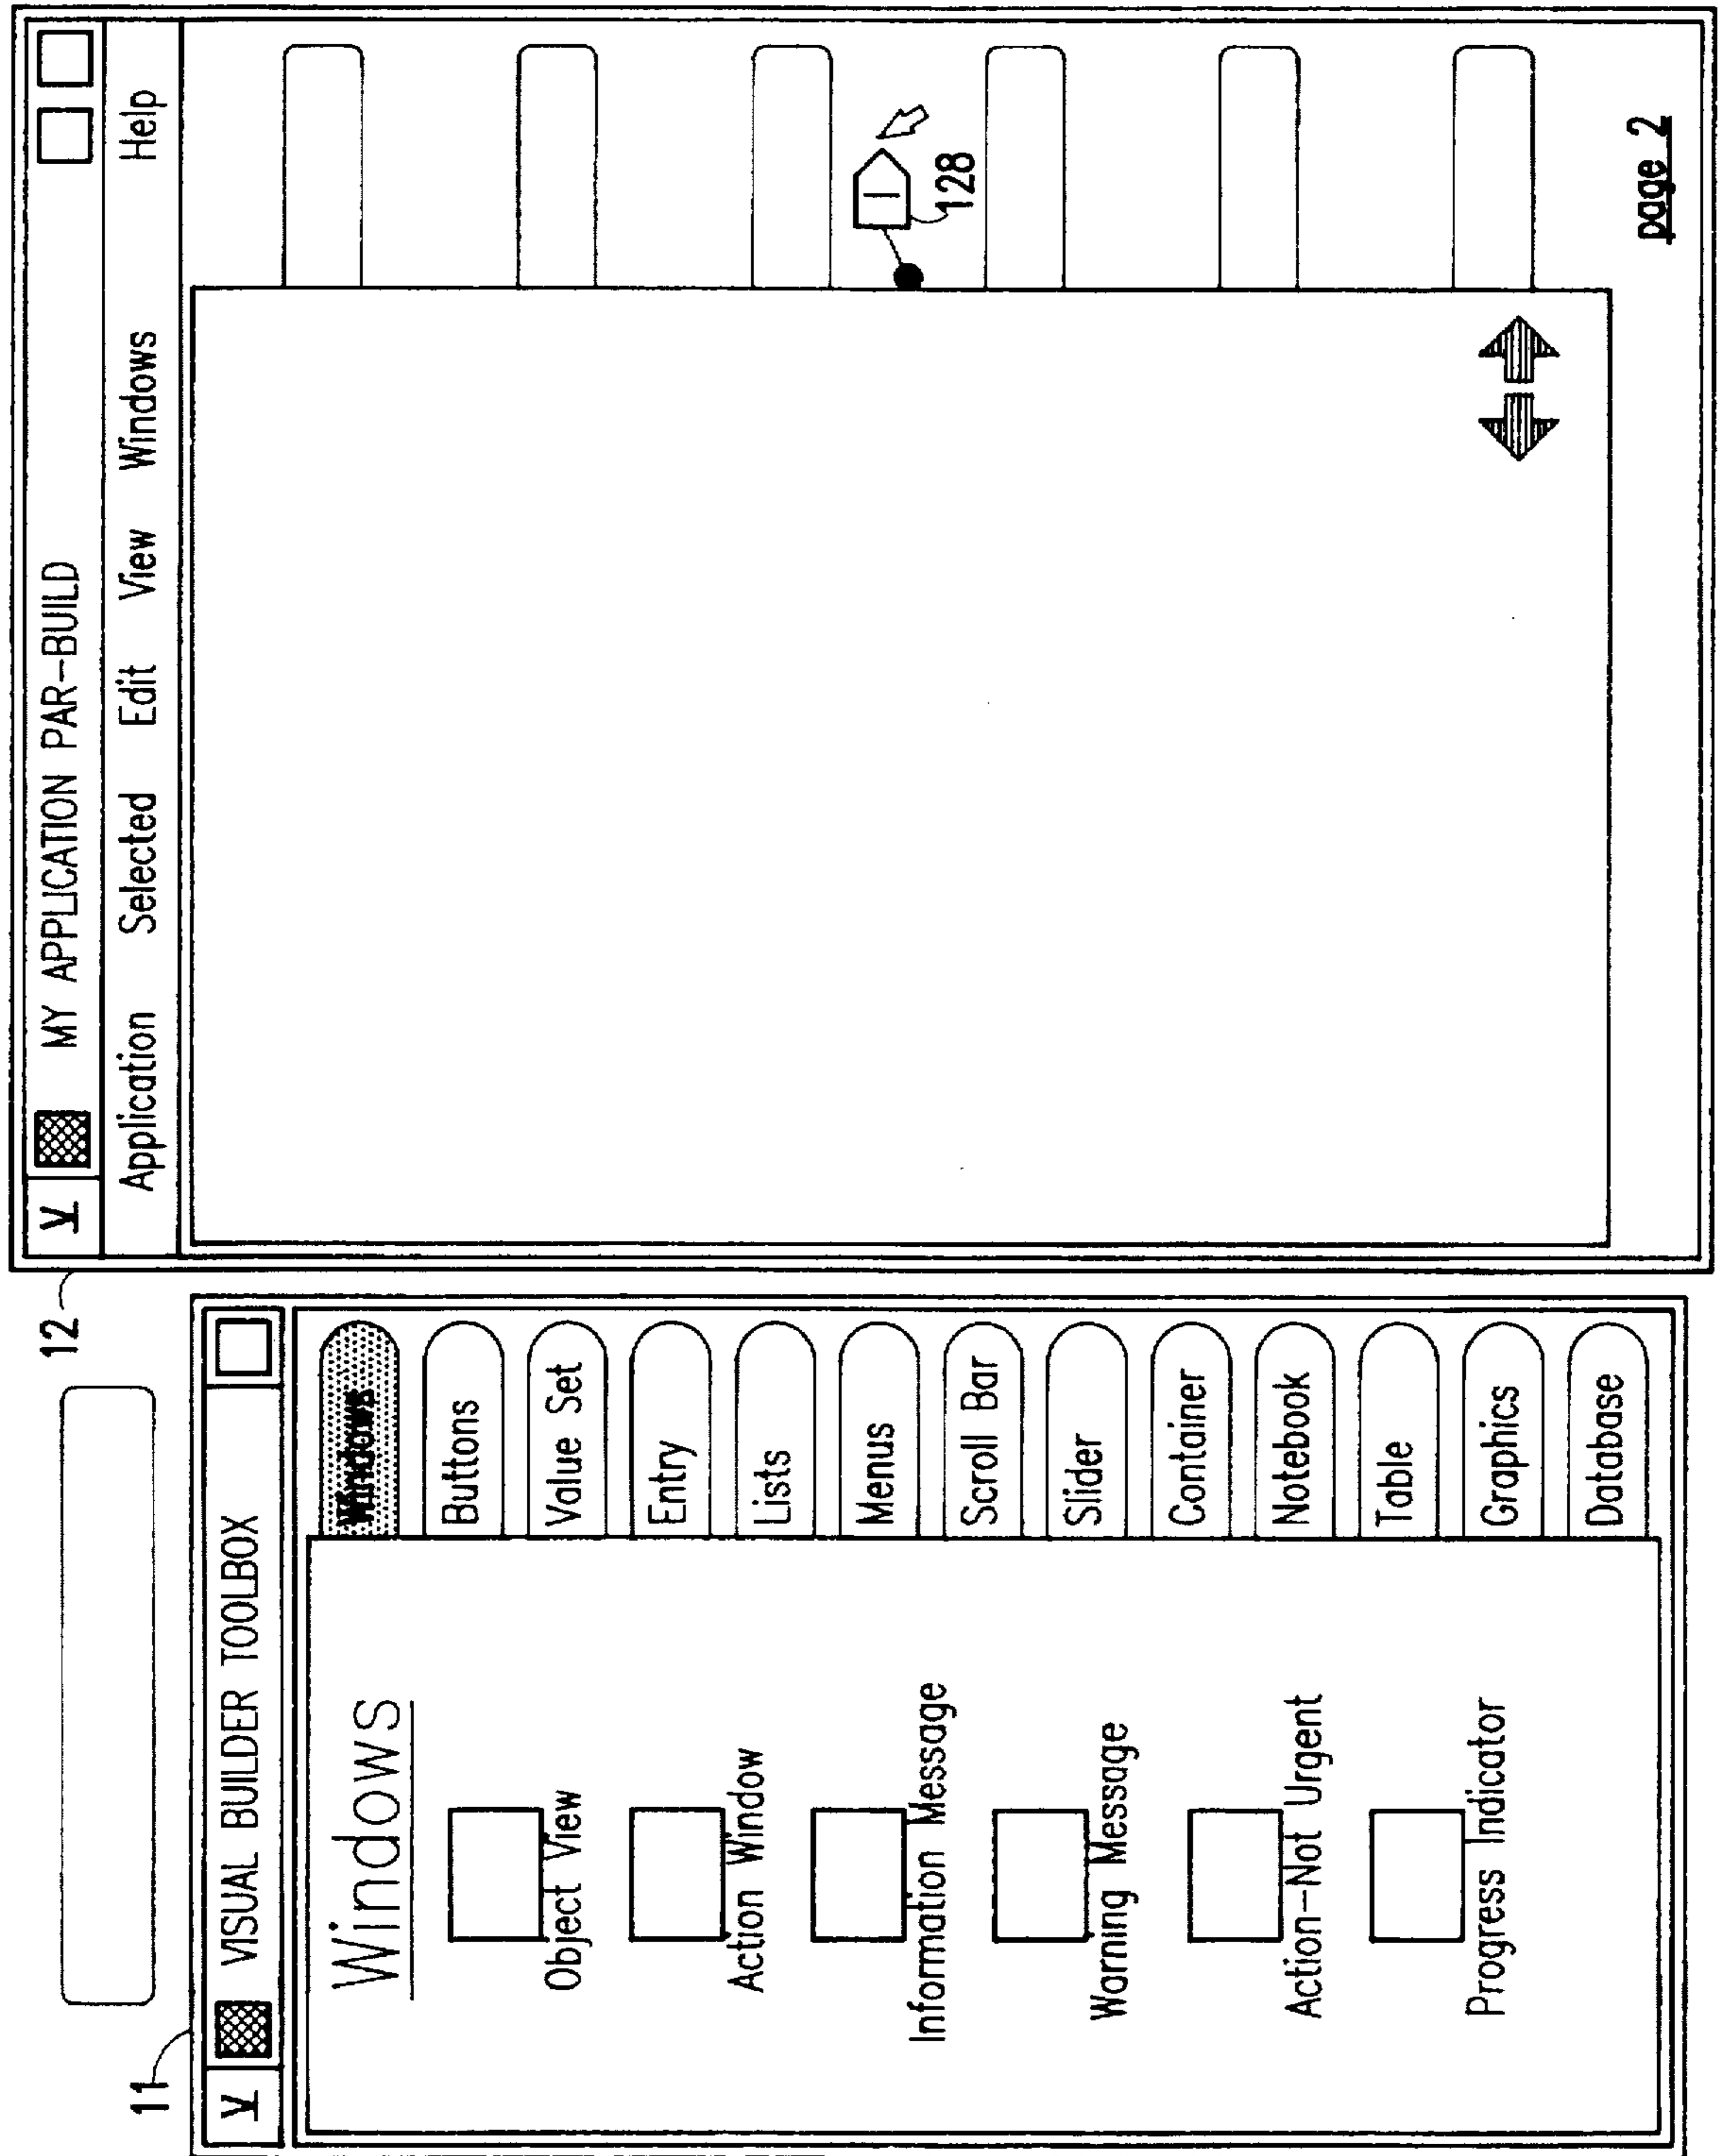 11
V VISUAL BUILDER TOOLBOX
Windows
Object View
Action Window
Information Message
Warning Message
Action-Not Urgent
Progress Indicator
Windows
Buttons
Value Set
Entry
Lists
Menus
Scroll Bar
Slider
Container
Notebook
Table
Graphics
Database
12
V MY APPLICATION PAR-BUILD
Application Selected Edit View Windows Help
I
128
page 2